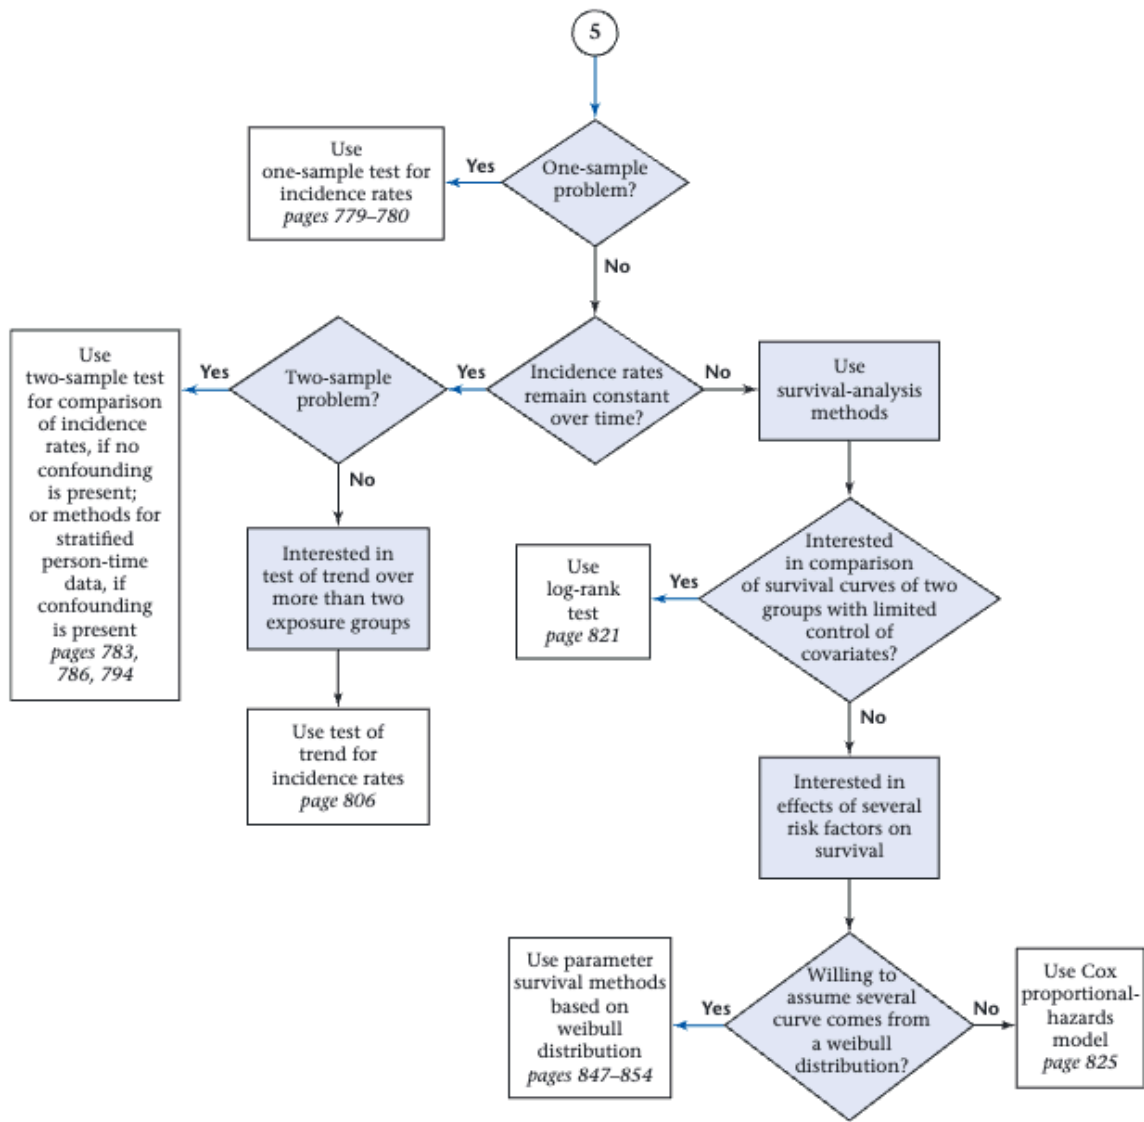 5
One-sample
problem?
Yes
Use
one-sample test for
incidence rates
pages 779–780
No
Incidence rates
remain constant
over time?
Yes
Two-sample
problem?
Yes
Use
two-sample test
for comparison
of incidence
rates, if no
confounding
is present;
or methods for
stratified
person-time
data, if
confounding
is present
pages 783,
786, 794
No
Interested in
test of trend over
more than two
exposure groups
Use test of
trend for
incidence rates
page 806
No
Use
survival-analysis
methods
Interested
in comparison
of survival curves of two
groups with limited
control of
covariates?
Yes
Use
log-rank
test
page 821
No
Interested in
effects of several
risk factors on
survival
Willing to
assume several
curve comes from
a weibull
distribution?
Yes
Use parameter
survival methods
based on
weibull
distribution
pages 847–854
No
Use Cox
proportional-
hazards
model
page 825